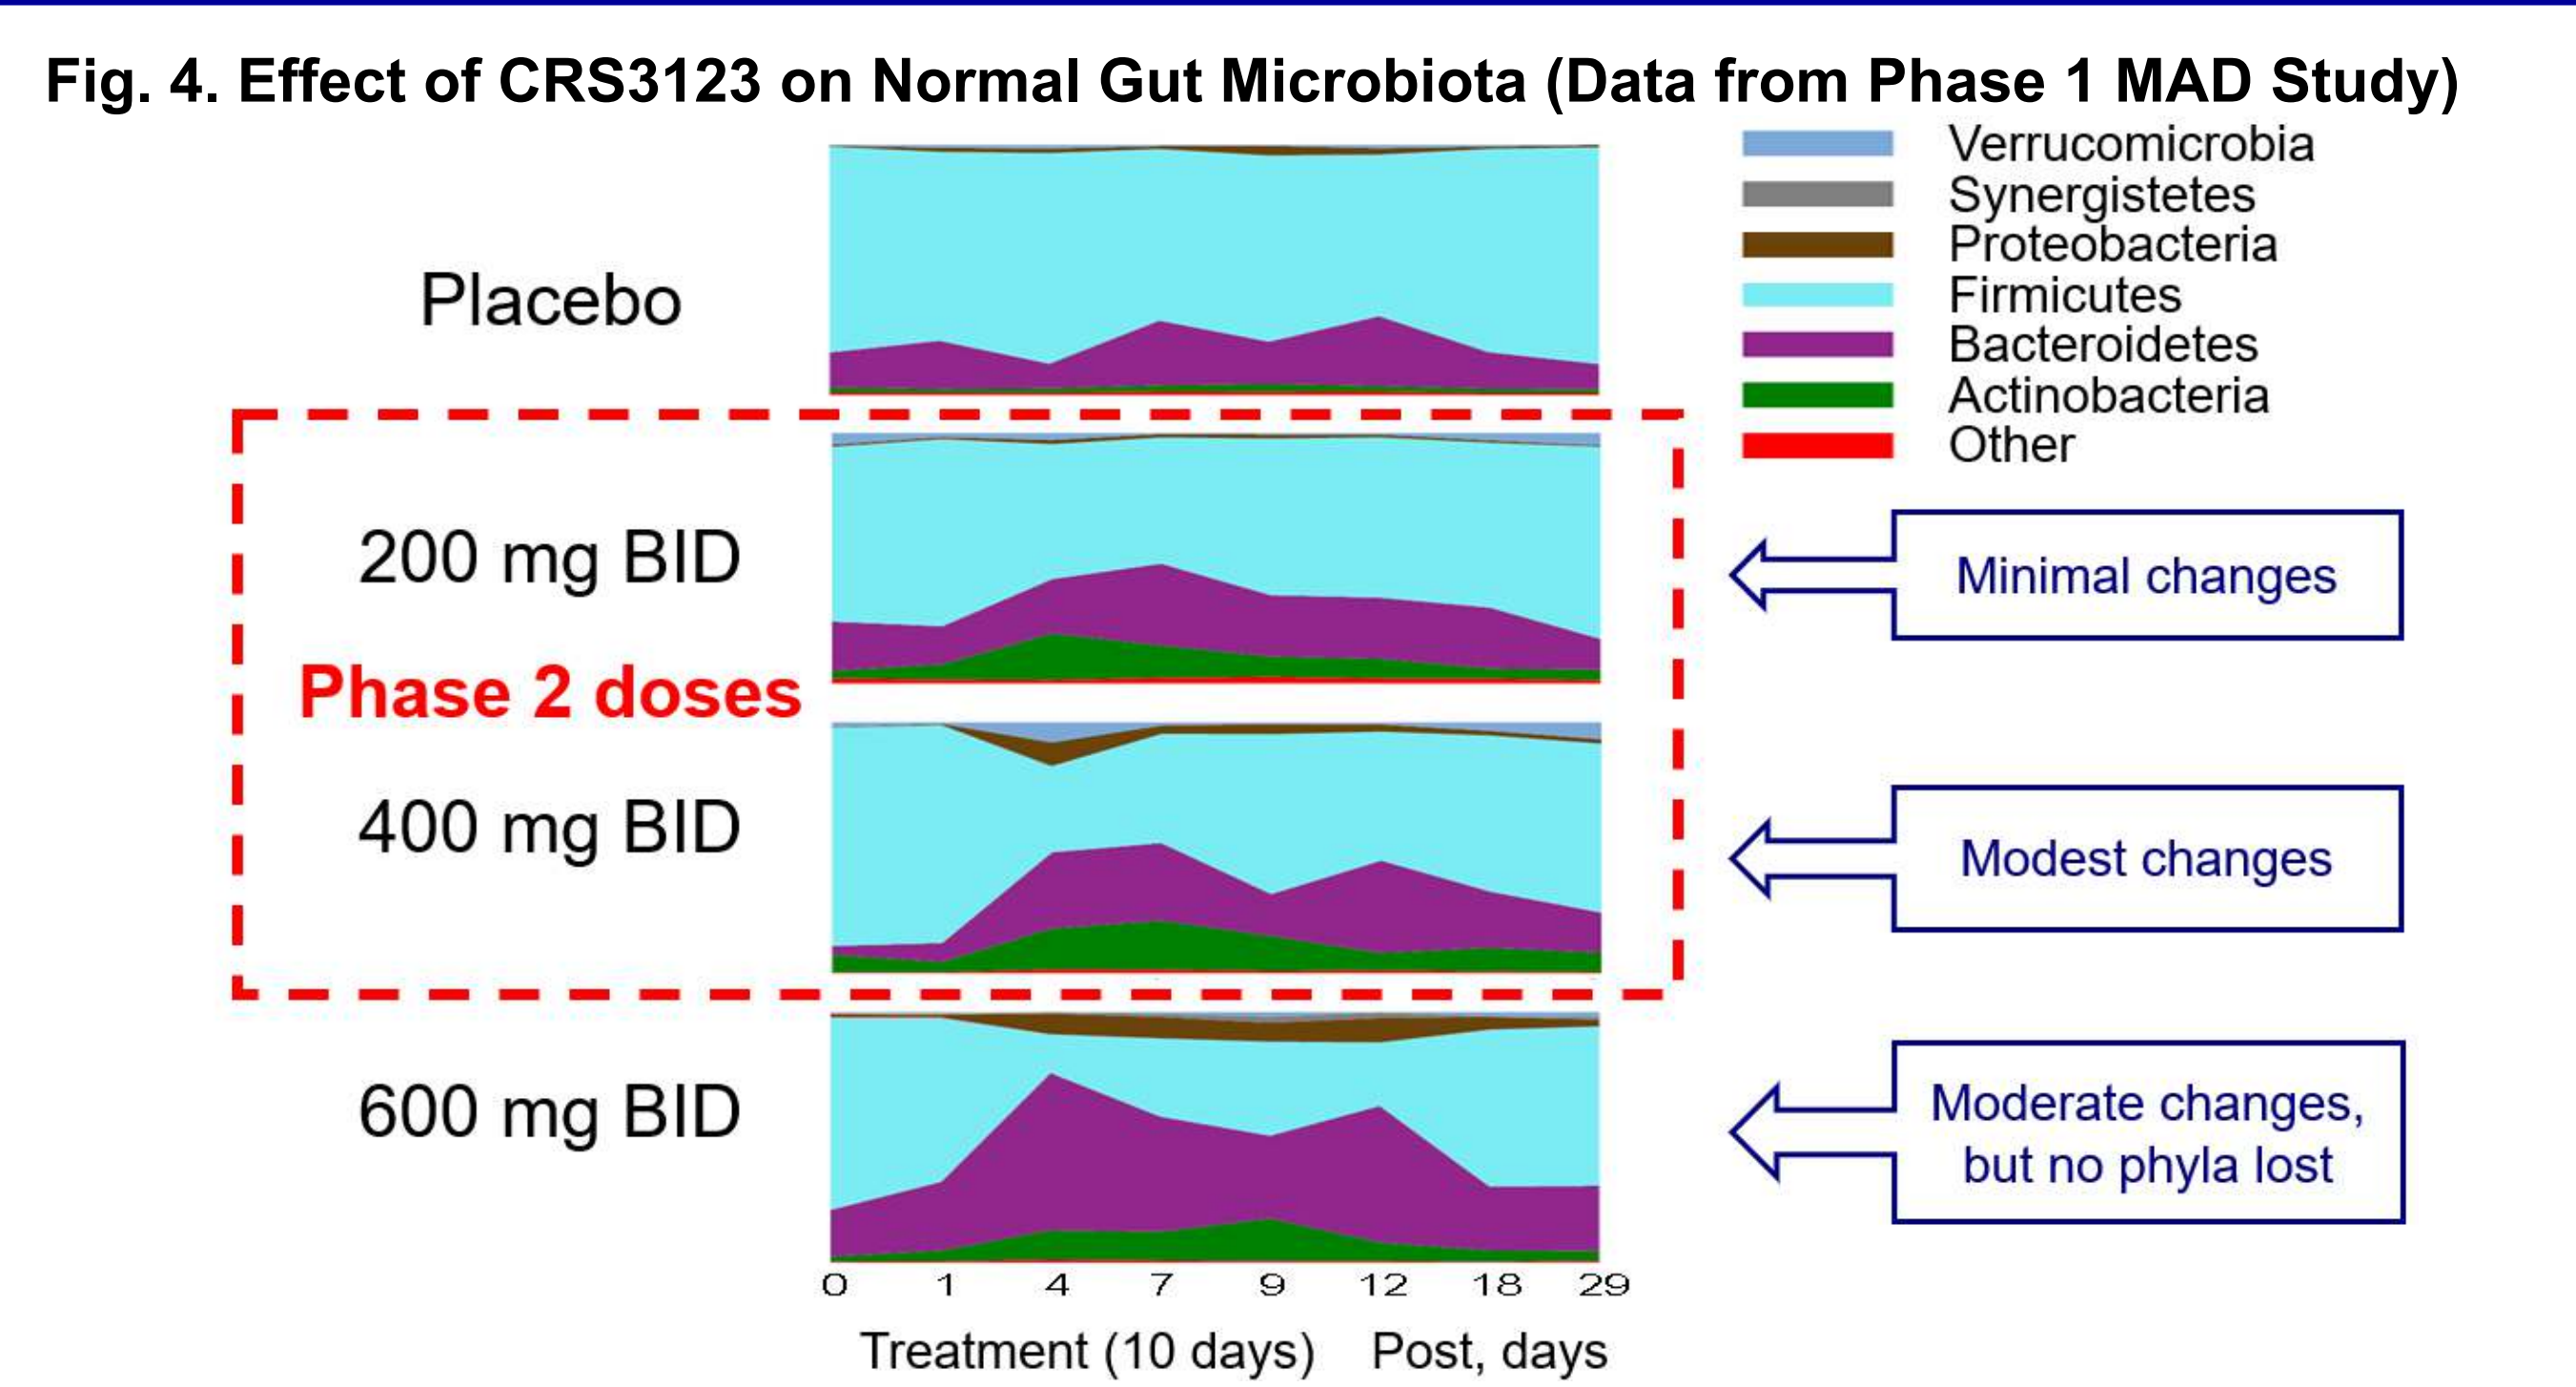 Fig. 4. Effect of CRS3123 on Normal Gut Microbiota (Data from Phase 1 MAD Study)
Verrucomicrobia
Synergistetes
Proteobacteria
Firmicutes
Bacteroidetes
Actinobacteria
Other
Placebo
200 mg BID
Minimal changes
Phase 2 doses
400 mg BID
Modest changes
600 mg BID
Moderate changes,
but no phyla lost
0 1 4 7 9 12 18 29
Treatment (10 days) Post, days